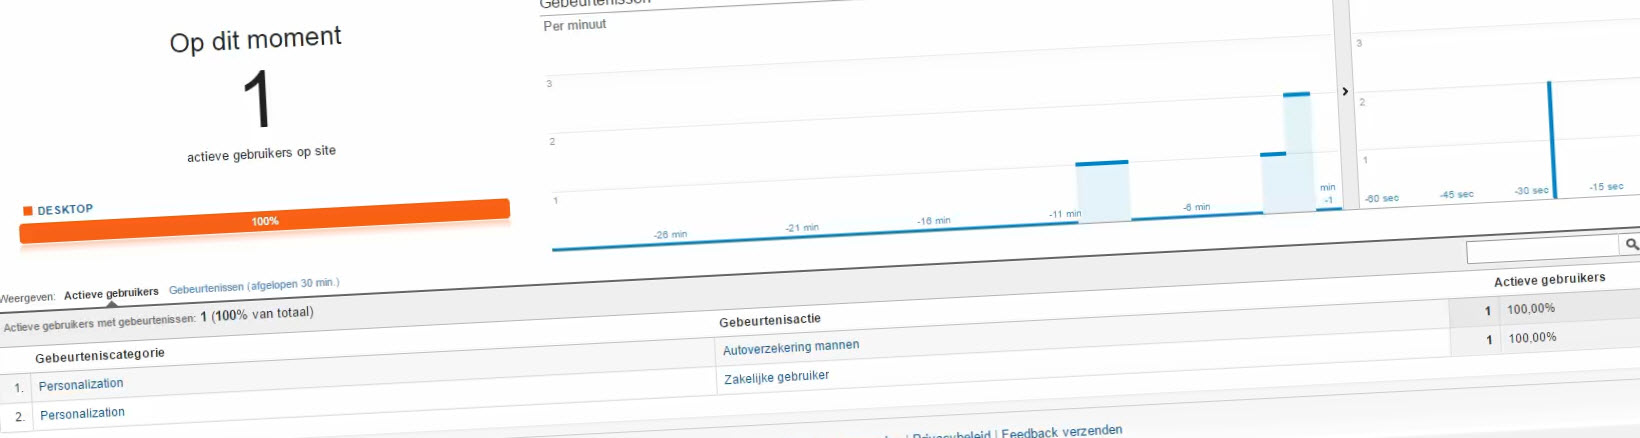 Op dit moment
1
actieve gebruikers op site
DESKTOP
100%
Gebeurtenissen
Per minuut
3
2
1
-26 min
-21 min
-16 min
-11 min
-6 min
min
-1
3
2
1
-60 sec
-45 sec
-30 sec
-15 sec
Weergeven: Actieve gebruikers Gebeurtenissen (afgelopen 30 min.)
Actieve gebruikers met gebeurtenissen: 1 (100% van totaal)
Gebeurteniscategorie Gebeurtenisactie Actieve gebruikers
1. Personalization Autoverzekering mannen 1 100,00%
2. Personalization Zakelijke gebruiker 1 100,00%
| Privacybeleid | Feedback verzenden